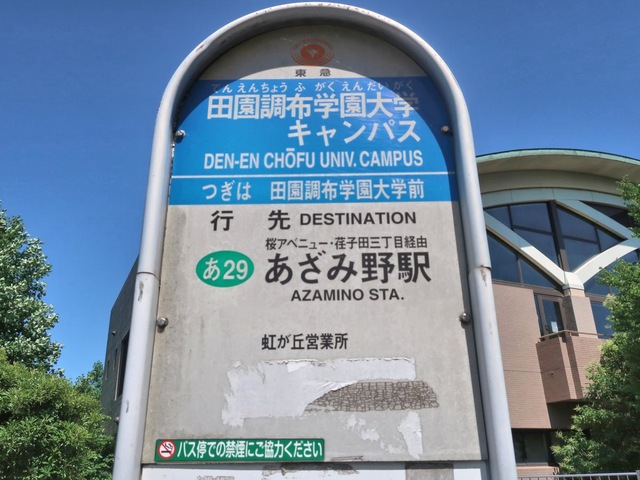 東急
でんえんちょうふがくえんだいがく
田園調布学園大学
キャンパス
DEN-EN CHŌFU UNIV. CAMPUS
つぎは 田園調布学園大学前
行先 DESTINATION
桜アベニュー・荏子田三丁目経由
あ29 あざみ野駅
AZAMINO STA.
虹が丘営業所
バス停での禁煙にご協力ください